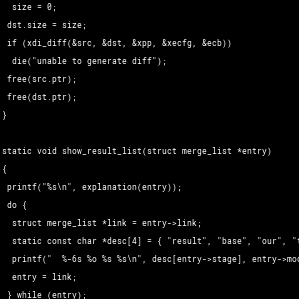 size = 0;
dst.size = size;
if (xdi_diff(&src, &dst, &xpp, &xecfg, &ecb))
die("unable to generate diff");
free(src.ptr);
free(dst.ptr);
}
static void show_result_list(struct merge_list *entry)
{
printf("%s\n", explanation(entry));
do {
struct merge_list *link = entry->link;
static const char *desc[4] = { "result", "base", "our", "t
printf("  %-6s %o %s %s\n", desc[entry->stage], entry->mo
entry = link;
} while (entry);